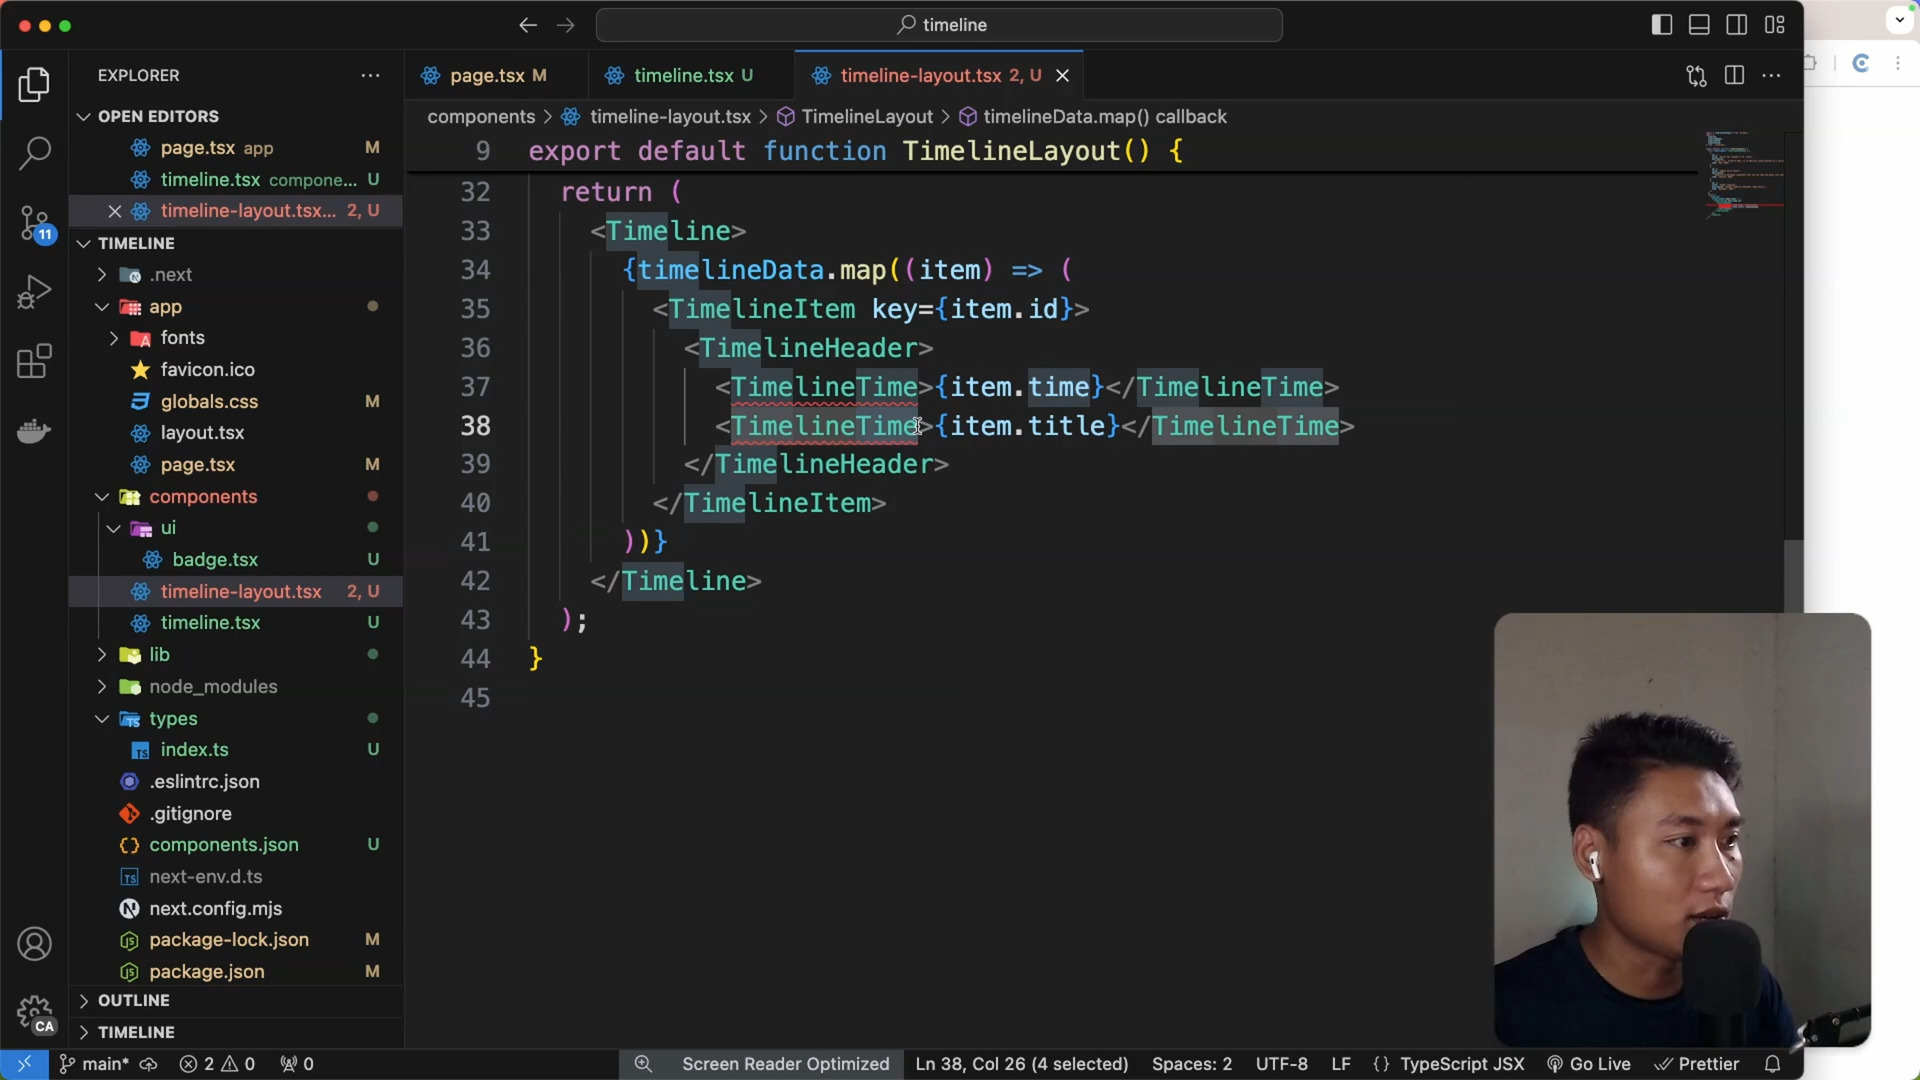 timeline
EXPLORER
OPEN EDITORS
page.tsx app M
timeline.tsx compone... U
timeline-layout.tsx... 2, U
TIMELINE
.next
app
fonts
favicon.ico
globals.css M
layout.tsx
page.tsx M
components
ui
badge.tsx U
timeline-layout.tsx 2, U
timeline.tsx U
lib
node_modules
types
index.ts U
.eslintrc.json
.gitignore
components.json U
next-env.d.ts
next.config.mjs
package-lock.json M
package.json M
OUTLINE
TIMELINE
page.tsx M
timeline.tsx U
timeline-layout.tsx 2, U
components > timeline-layout.tsx > TimelineLayout > timelineData.map() callback
9 export default function TimelineLayout() {
32 return (
33 <Timeline>
34 {timelineData.map((item) => (
35 <TimelineItem key={item.id}>
36 <TimelineHeader>
37 <TimelineTime>{item.time}</TimelineTime>
38 <TimelineTime>{item.title}</TimelineTime>
39 </TimelineHeader>
40 </TimelineItem>
41 ))}
42 </Timeline>
43 );
44 }
45
11
CA
main* 2 0 0 Screen Reader Optimized Ln 38, Col 26 (4 selected) Spaces: 2 UTF-8 LF {} TypeScript JSX Go Live Prettier